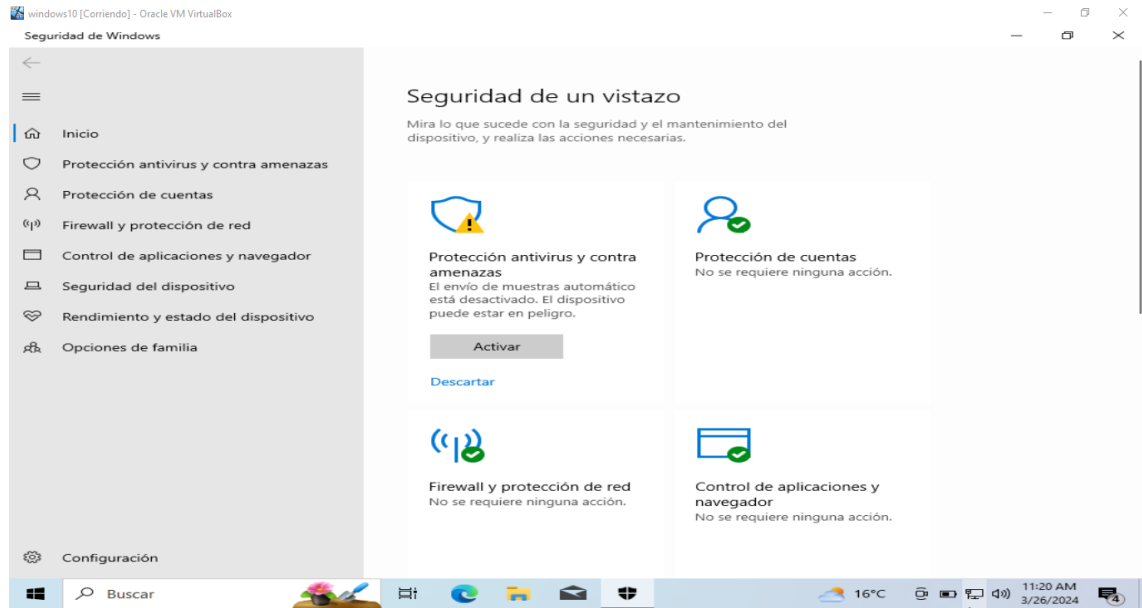 windows10 [Corriendo] - Oracle VM VirtualBox
Seguridad de Windows
Inicio
Protección antivirus y contra amenazas
Protección de cuentas
Firewall y protección de red
Control de aplicaciones y navegador
Seguridad del dispositivo
Rendimiento y estado del dispositivo
Opciones de familia
Configuración
Seguridad de un vistazo
Mira lo que sucede con la seguridad y el mantenimiento del
dispositivo, y realiza las acciones necesarias.
Protección antivirus y contra
amenazas
El envío de muestras automático
está desactivado. El dispositivo
puede estar en peligro.
Activar
Descartar
Protección de cuentas
No se requiere ninguna acción.
Firewall y protección de red
No se requiere ninguna acción.
Control de aplicaciones y
navegador
No se requiere ninguna acción.
Buscar
16°C
11:20 AM
3/26/2024
4